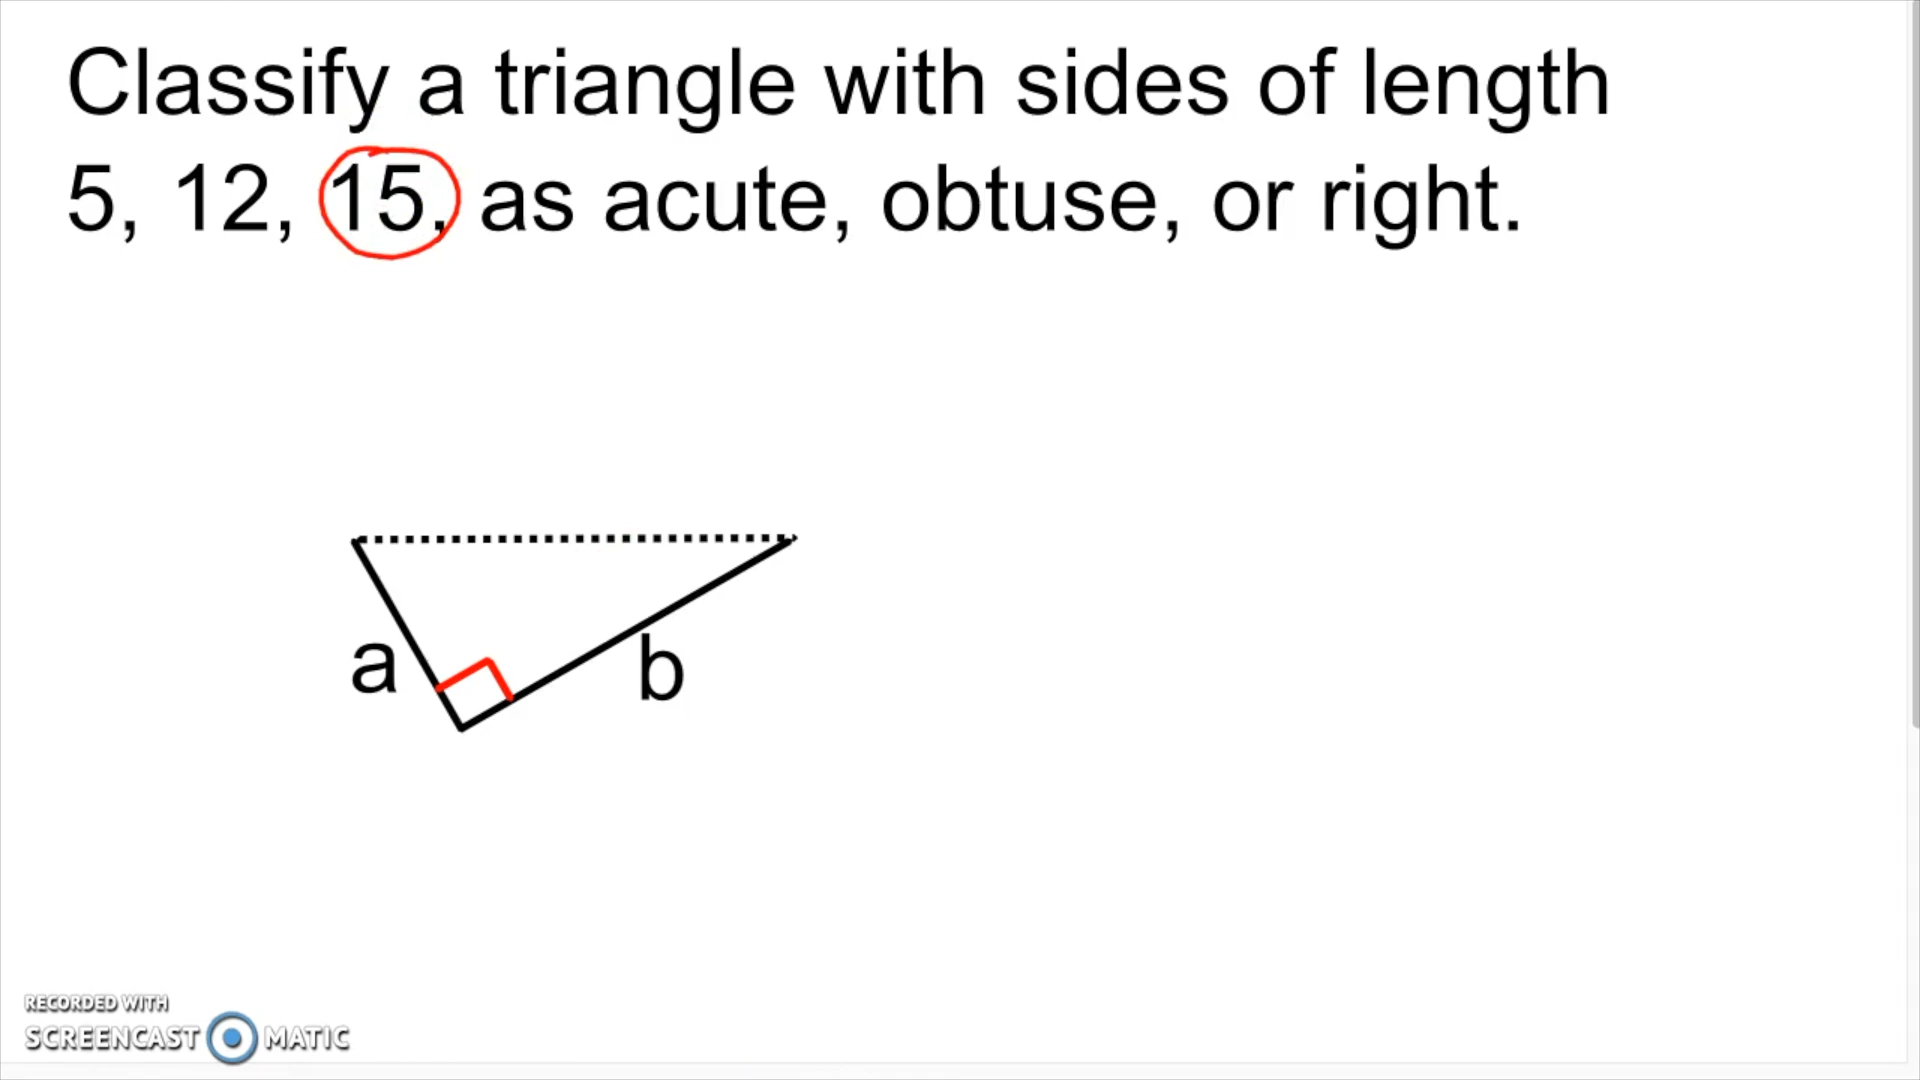 Classify a triangle with sides of length
5, 12, 15, as acute, obtuse, or right.
a
b
RECORDED WITH
SCREENCAST MATIC